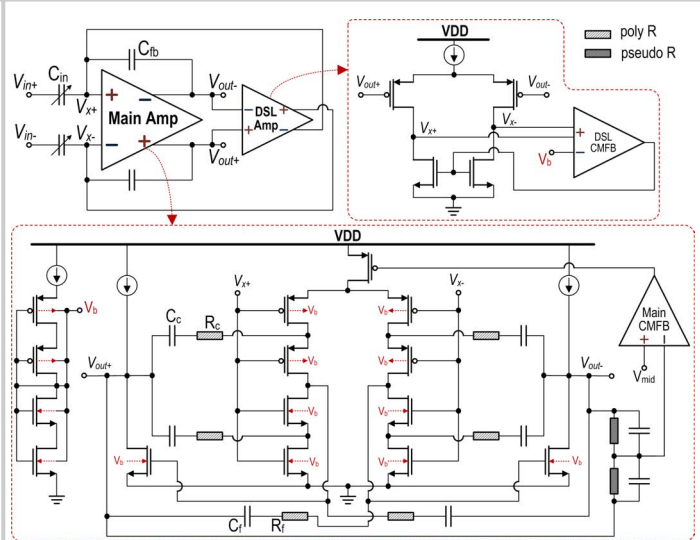 VDD
poly R
pseudo R
Cfb
Vin+
Cin
Vout-
Vout+
Vout-
Vx+
+
−
Main Amp
−
+
DSL
Amp
+
−
Vin-
Vx-
−
+
Vout+
Vx+
Vx-
+
−
DSL
CMFB
Vb
VDD
Vx+
Vx-
Vb
Vb
Vb
Main
CMFB
Cc
Rc
+
−
Vb
Vb
Vout+
Vout-
Vmid
Vb
Vb
Vb
Vb
Vb
Vb
Cf
Rf